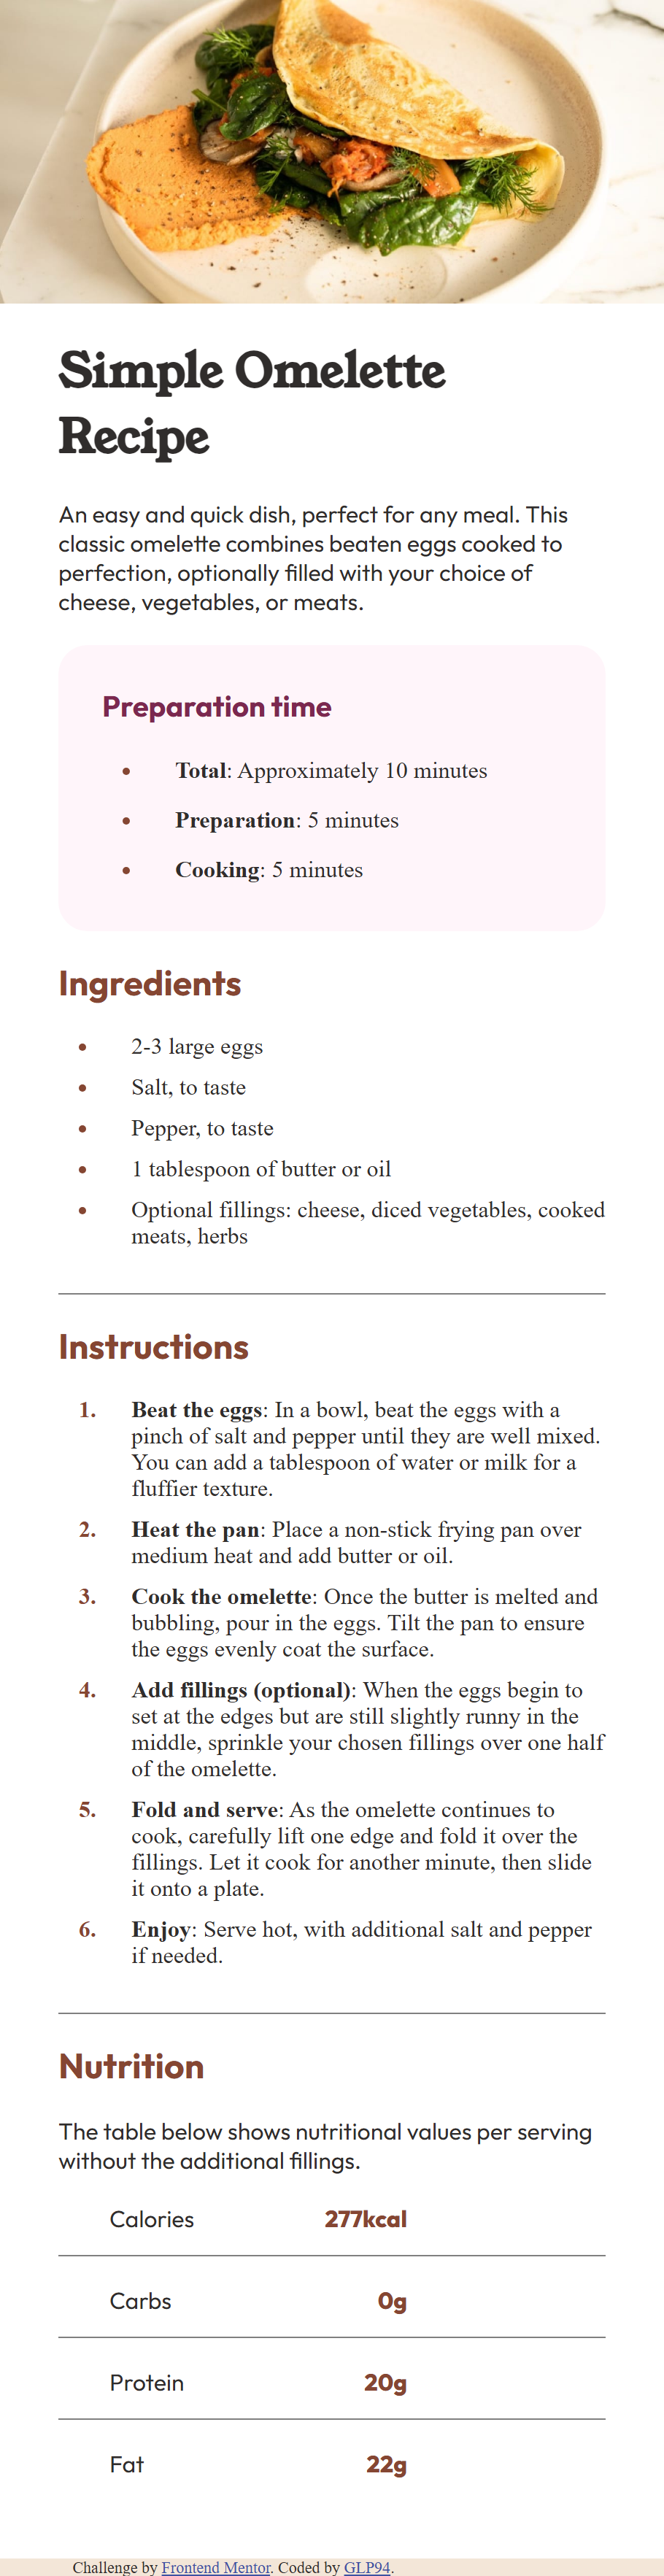 Simple Omelette
Recipe
An easy and quick dish, perfect for any meal. This
classic omelette combines beaten eggs cooked to
perfection, optionally filled with your choice of
cheese, vegetables, or meats.
Preparation time
• Total: Approximately 10 minutes
• Preparation: 5 minutes
• Cooking: 5 minutes
Ingredients
• 2-3 large eggs
• Salt, to taste
• Pepper, to taste
• 1 tablespoon of butter or oil
• Optional fillings: cheese, diced vegetables, cooked
meats, herbs
Instructions
1. Beat the eggs: In a bowl, beat the eggs with a
pinch of salt and pepper until they are well mixed.
You can add a tablespoon of water or milk for a
fluffier texture.
2. Heat the pan: Place a non-stick frying pan over
medium heat and add butter or oil.
3. Cook the omelette: Once the butter is melted and
bubbling, pour in the eggs. Tilt the pan to ensure
the eggs evenly coat the surface.
4. Add fillings (optional): When the eggs begin to
set at the edges but are still slightly runny in the
middle, sprinkle your chosen fillings over one half
of the omelette.
5. Fold and serve: As the omelette continues to
cook, carefully lift one edge and fold it over the
fillings. Let it cook for another minute, then slide
it onto a plate.
6. Enjoy: Serve hot, with additional salt and pepper
if needed.
Nutrition
The table below shows nutritional values per serving
without the additional fillings.
Calories 277kcal
Carbs 0g
Protein 20g
Fat 22g
Challenge by Frontend Mentor. Coded by GLP94.